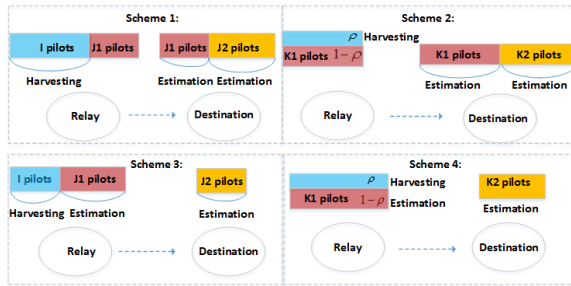 Scheme 1:
I pilots J1 pilots J1 pilots J2 pilots
Harvesting Estimation Estimation
Relay Destination
Scheme 2:
ρ Harvesting
K1 pilots 1-ρ K1 pilots K2 pilots
Estimation Estimation
Relay Destination
Scheme 3:
I pilots J1 pilots J2 pilots
Harvesting Estimation Estimation
Relay Destination
Scheme 4:
ρ Harvesting K2 pilots
K1 pilots 1-ρ Estimation Estimation
Relay Destination